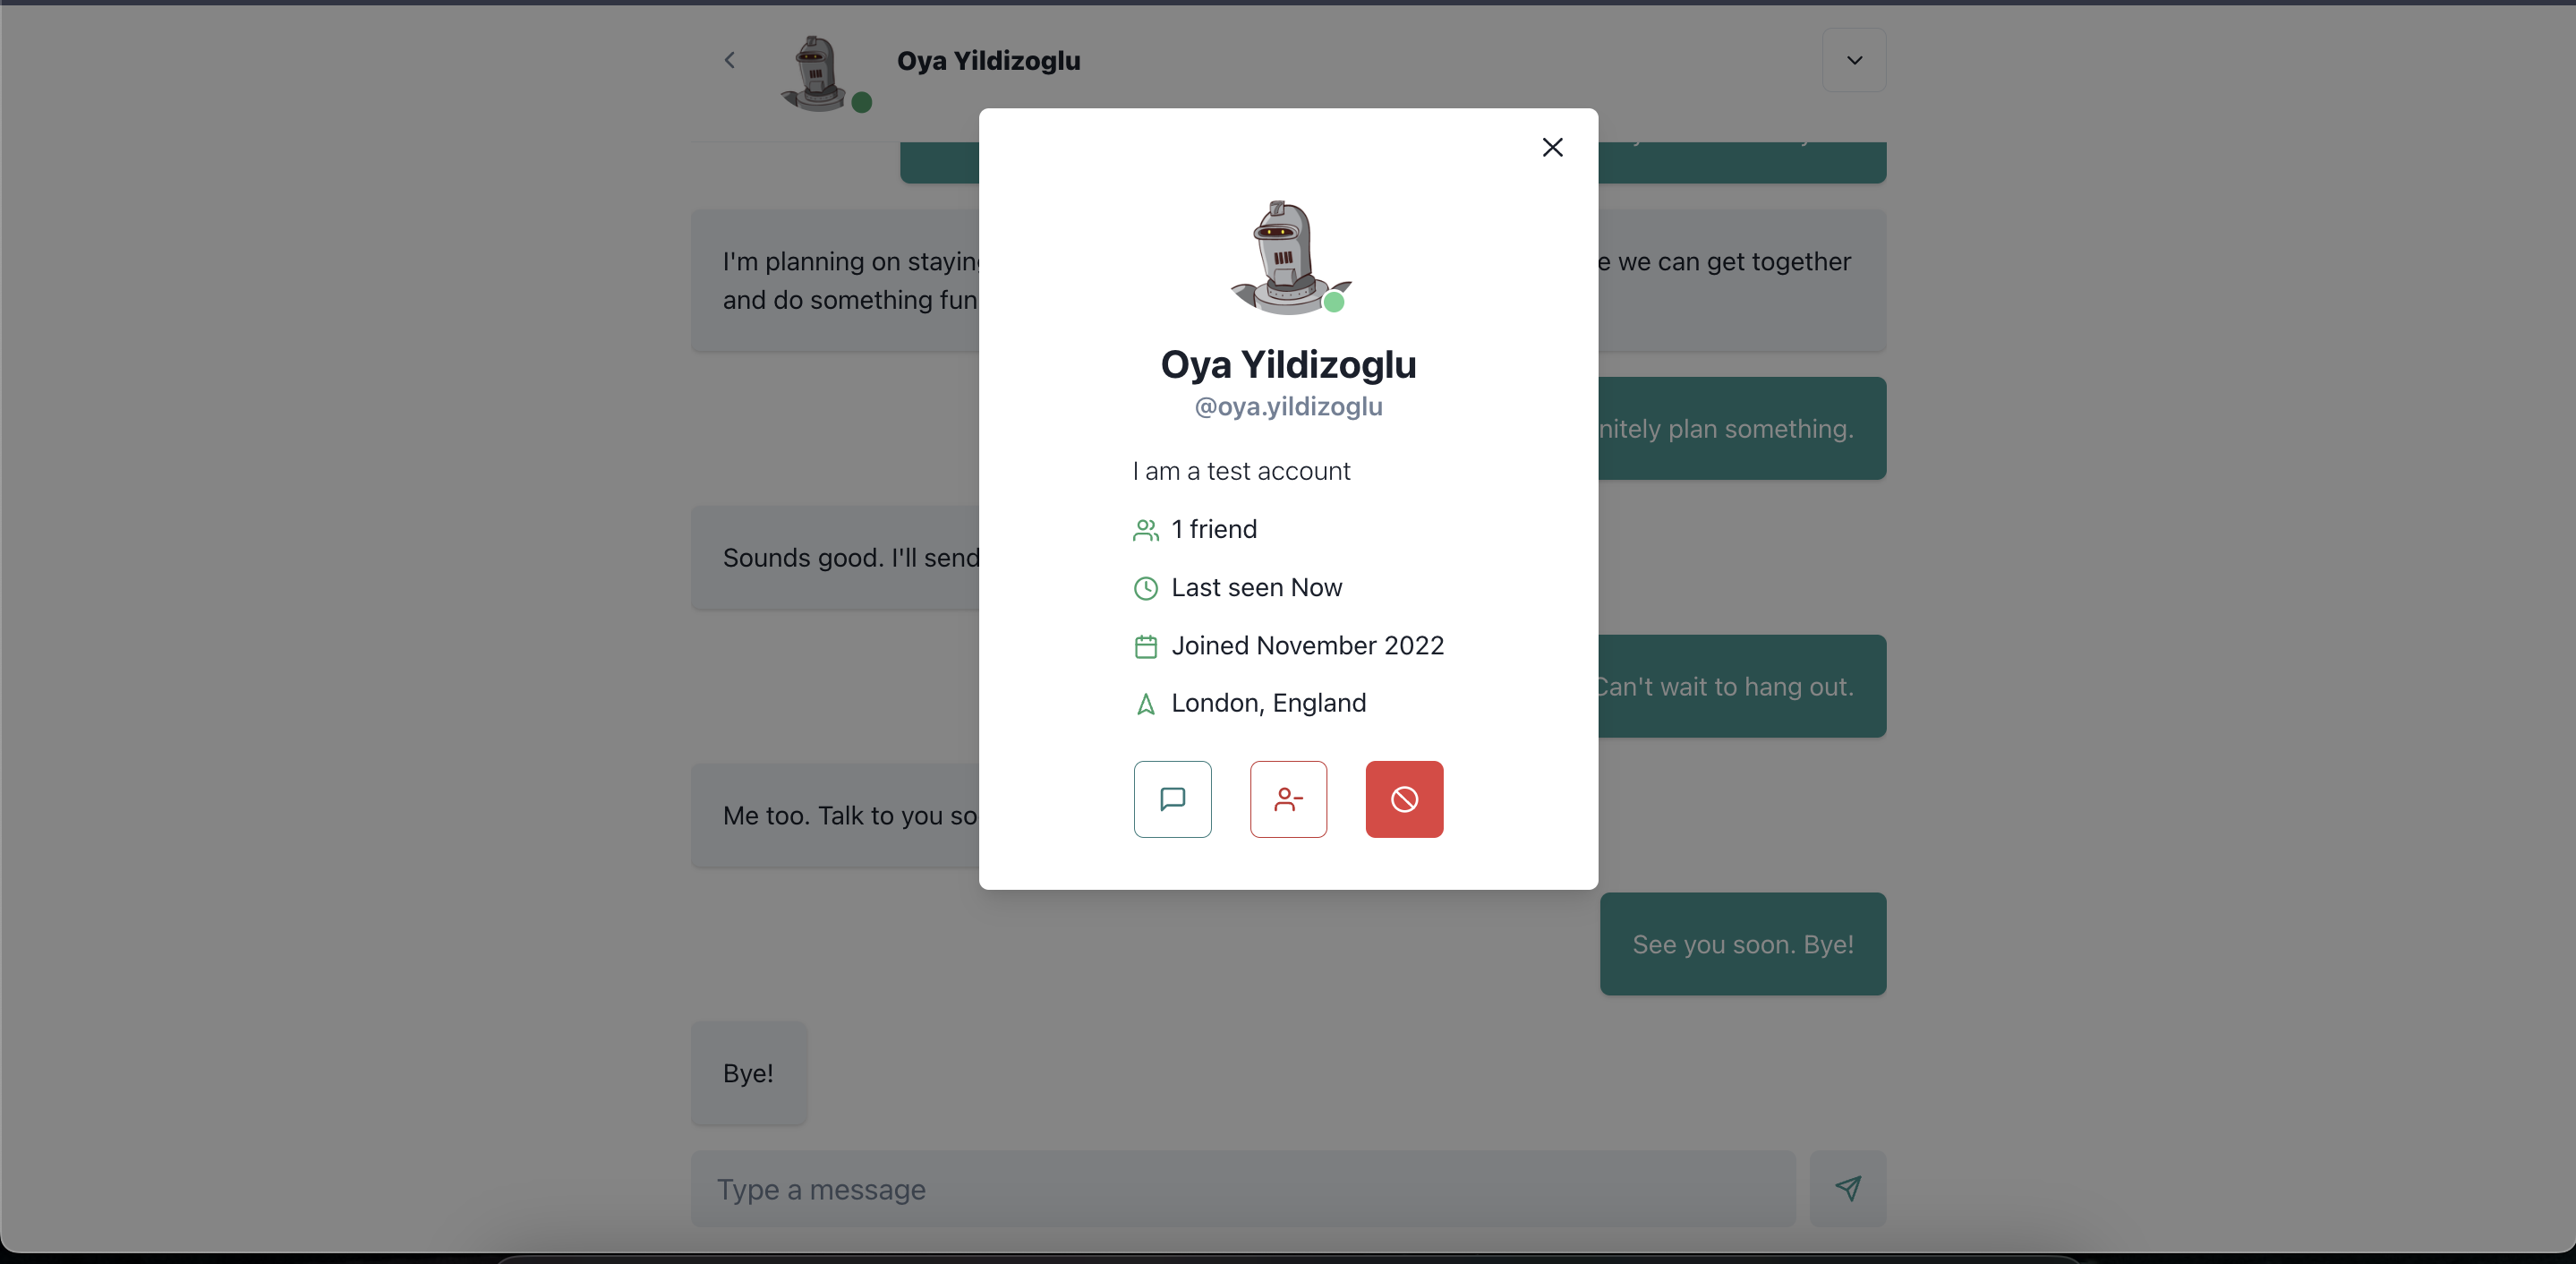 Oya Yildizoglu
I'm planning on staying
e we can get together
and do something fun
nitely plan something.
Sounds good. I'll send
Can't wait to hang out.
Me too. Talk to you so
See you soon. Bye!
Bye!
Type a message
Oya Yildizoglu
@oya.yildizoglu
I am a test account
1 friend
Last seen Now
Joined November 2022
London, England